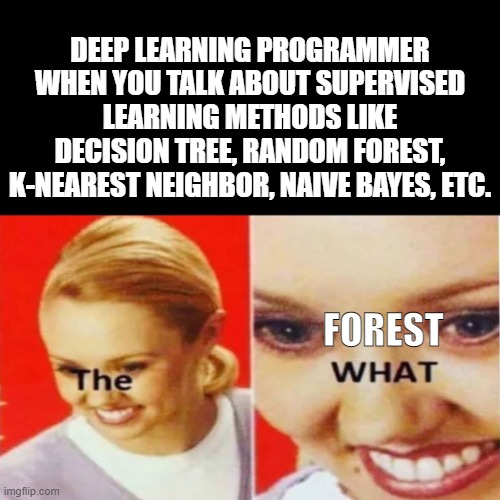 DEEP LEARNING PROGRAMMER
WHEN YOU TALK ABOUT SUPERVISED
LEARNING METHODS LIKE
DECISION TREE, RANDOM FOREST,
K-NEAREST NEIGHBOR, NAIVE BAYES, ETC.
The
FOREST
WHAT
imgflip.com